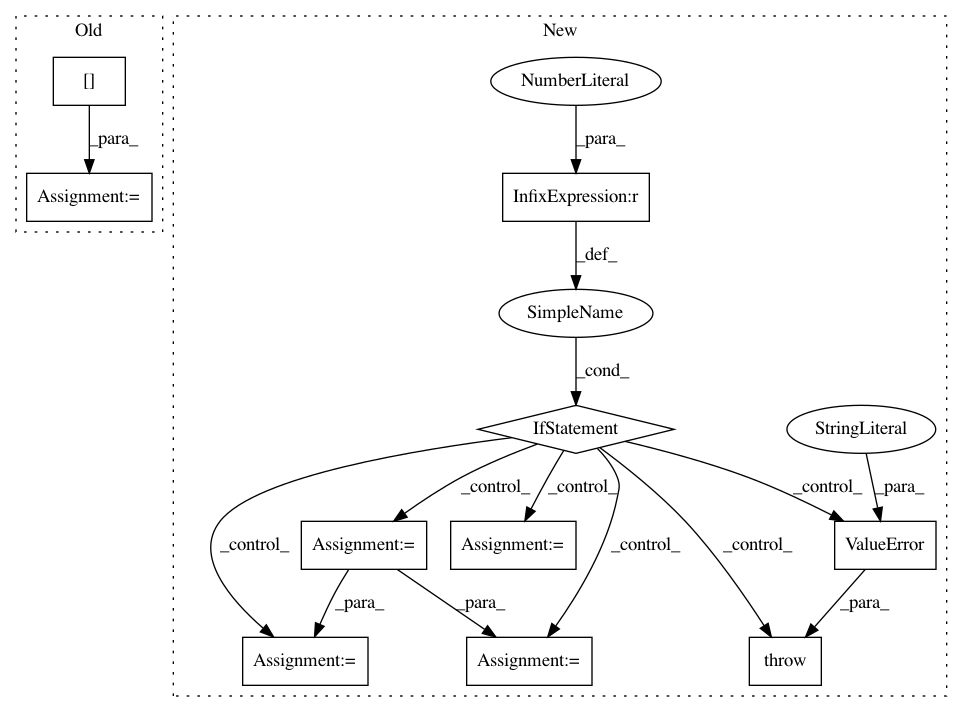 Old
New
[]
NumberLiteral
_para_
_para_
Assignment:=
InfixExpression:r
_def_
SimpleName
_cond_
IfStatement
StringLiteral
_control_
_control_
_control_
_para_
Assignment:=
Assignment:=
ValueError
_control_
_control_
_control_
_para_
_para_
_para_
Assignment:=
Assignment:=
throw